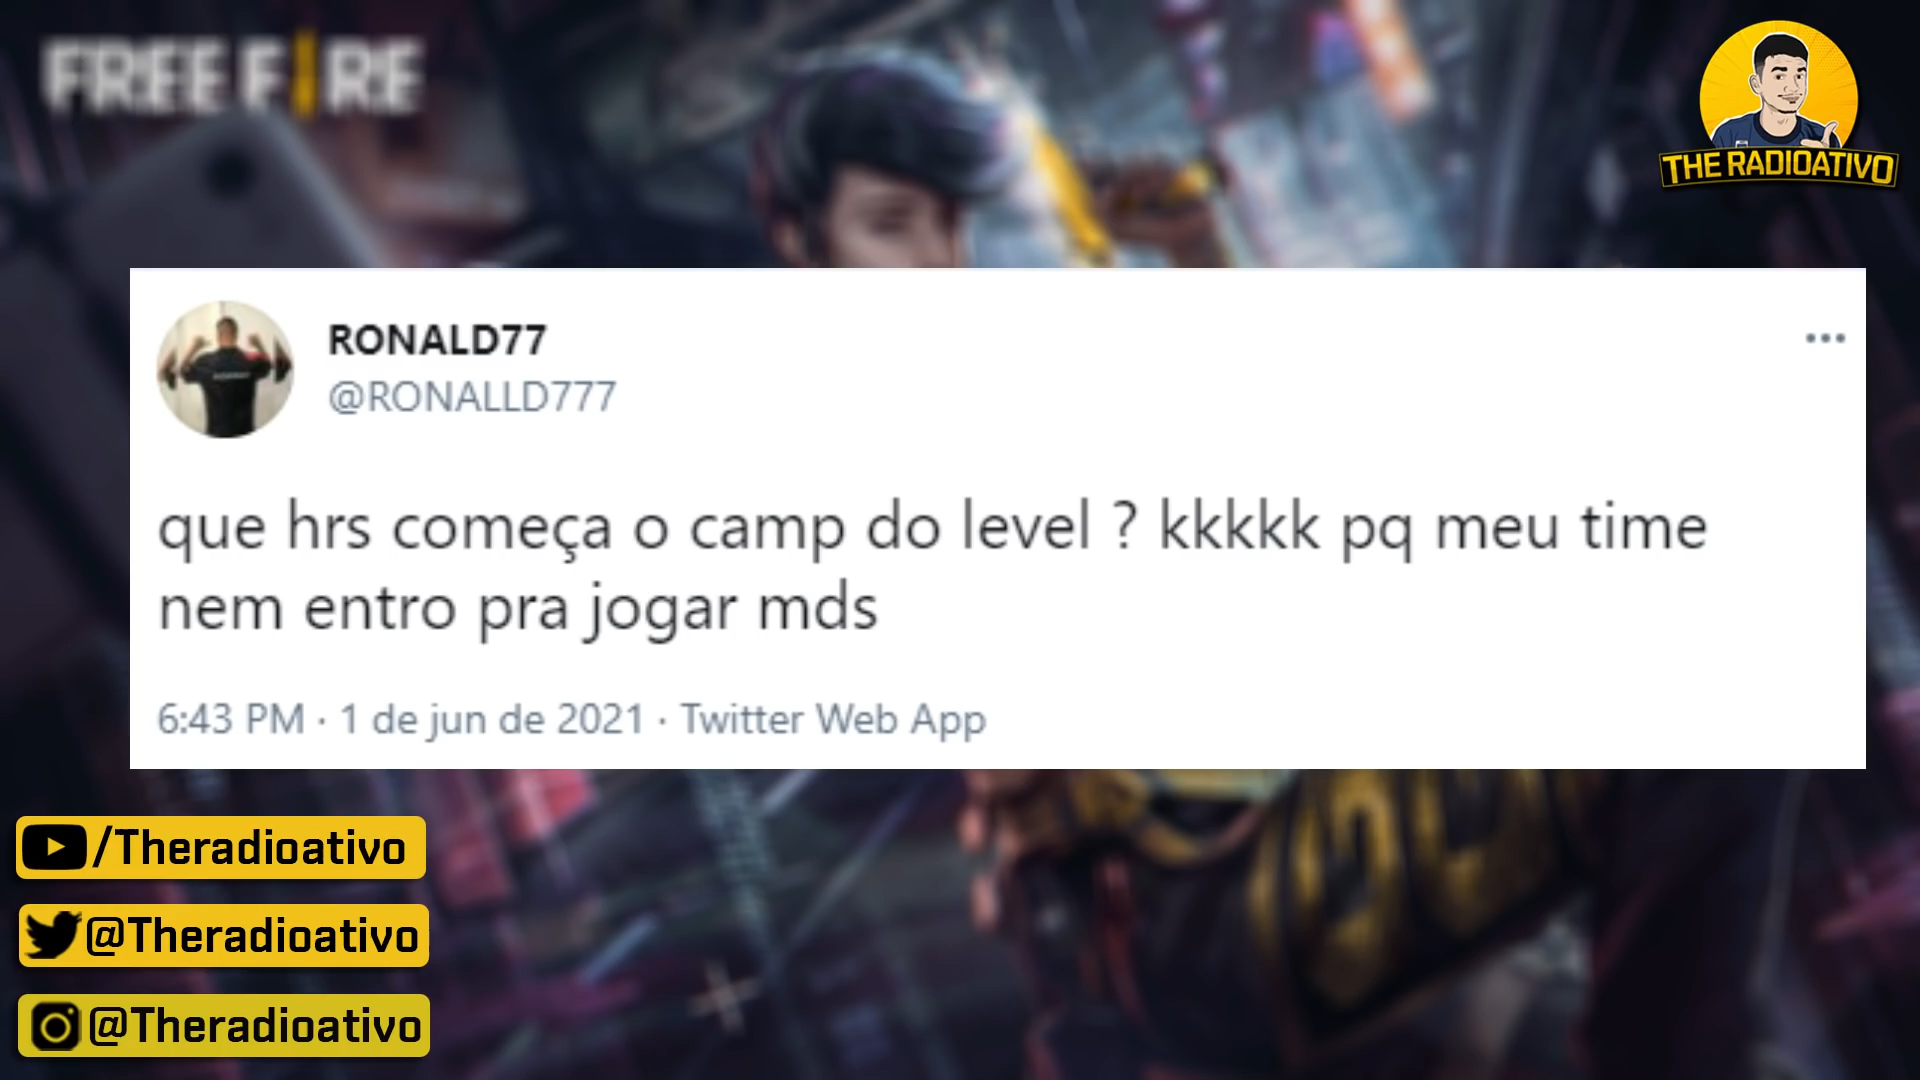 FREE FIRE
THE RADIOATIVO
RONALD77
@RONALLD777
que hrs começa o camp do level ? kkkkk pq meu time
nem entro pra jogar mds
6:43 PM · 1 de jun de 2021 · Twitter Web App
/Theradioativo
@Theradioativo
@Theradioativo